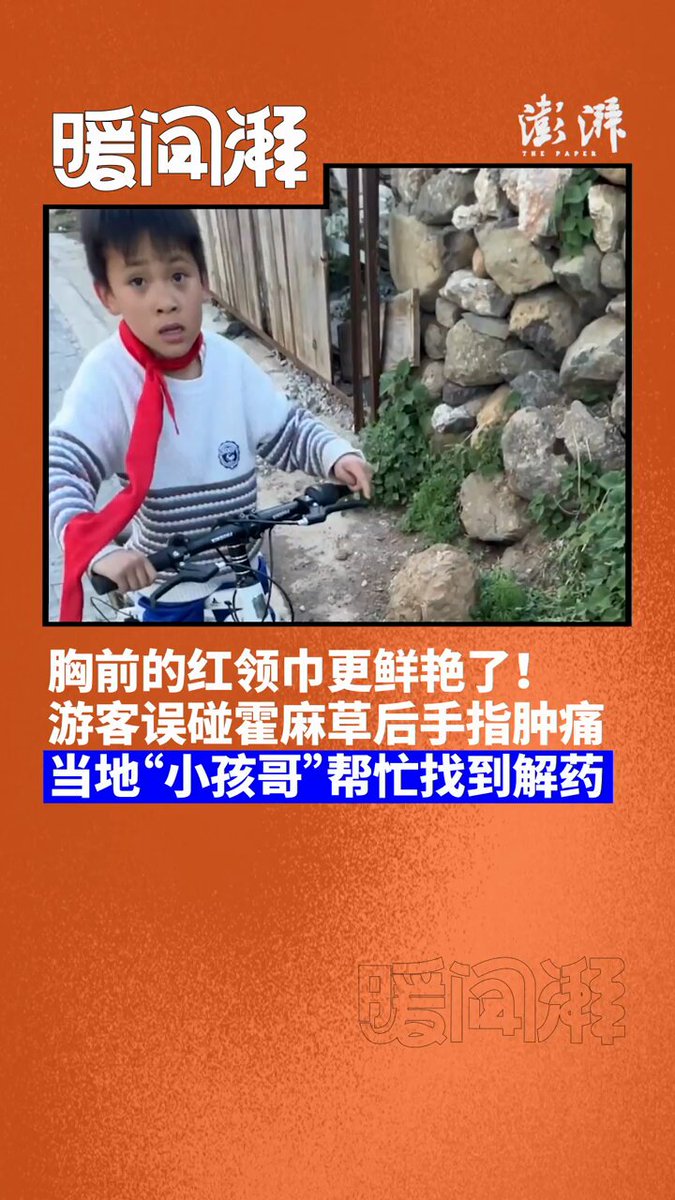 暖闻湃
澎湃
THE PAPER
胸前的红领巾更鲜艳了！
游客误碰霍麻草后手指肿痛
当地“小孩哥”帮忙找到解药
暖闻湃